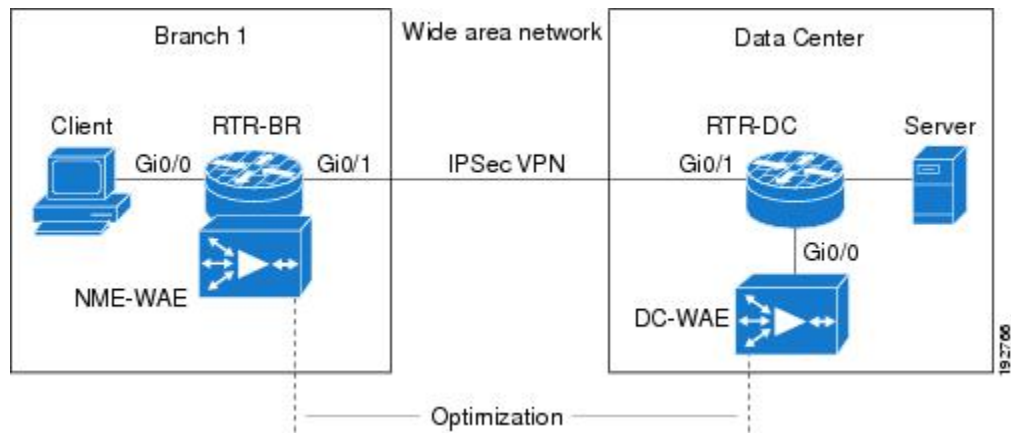 Branch 1
Wide area network
Data Center
Client
RTR-BR
RTR-DC
Server
Gi0/0
Gi0/1
IPSec VPN
Gi0/1
Gi0/0
NME-WAE
DC-WAE
192766
Optimization